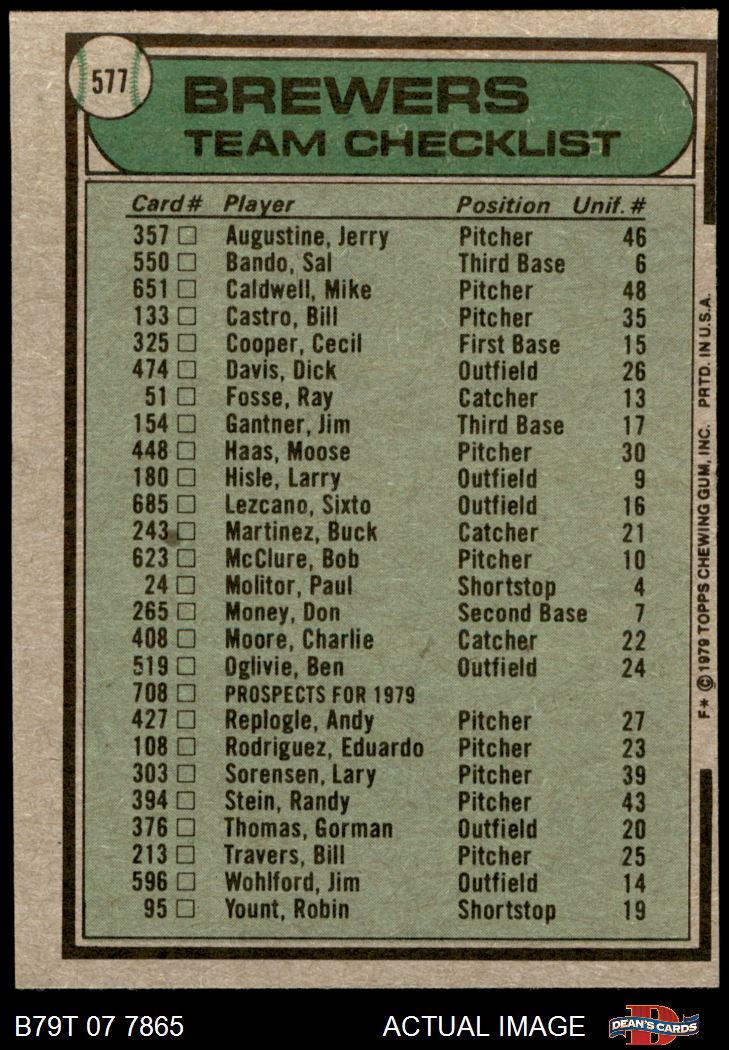 577
BREWERS
TEAM CHECKLIST
Card # Player Position Unif. #
357 Augustine, Jerry Pitcher 46
550 Bando, Sal Third Base 6
651 Caldwell, Mike Pitcher 48
133 Castro, Bill Pitcher 35
325 Cooper, Cecil First Base 15
474 Davis, Dick Outfield 26
51 Fosse, Ray Catcher 13
154 Gantner, Jim Third Base 17
448 Haas, Moose Pitcher 30
180 Hisle, Larry Outfield 9
685 Lezcano, Sixto Outfield 16
243 Martinez, Buck Catcher 21
623 McClure, Bob Pitcher 10
24 Molitor, Paul Shortstop 4
265 Money, Don Second Base 7
408 Moore, Charlie Catcher 22
519 Oglivie, Ben Outfield 24
708 PROSPECTS FOR 1979
427 Replogle, Andy Pitcher 27
108 Rodriguez, Eduardo Pitcher 23
303 Sorensen, Lary Pitcher 39
394 Stein, Randy Pitcher 43
376 Thomas, Gorman Outfield 20
213 Travers, Bill Pitcher 25
596 Wohlford, Jim Outfield 14
95 Yount, Robin Shortstop 19
F* © 1979 TOPPS CHEWING GUM, INC. PRTD. IN U.S.A.
B79T 07 7865 ACTUAL IMAGE
D
DEAN'S CARDS